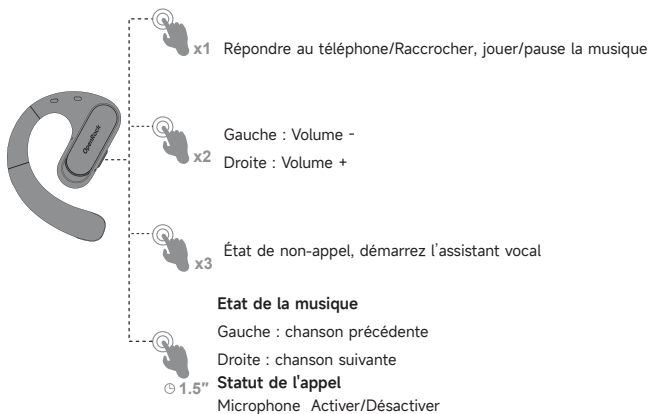 x1 Répondre au téléphone/Raccrocher, jouer/pause la musique
OpenRock
Gauche : Volume -
x2
Droite : Volume +
x3 État de non-appel, démarrez l'assistant vocal
Etat de la musique
Gauche : chanson précédente
Droite : chanson suivante
1.5" Statut de l'appel
Microphone Activer/Désactiver